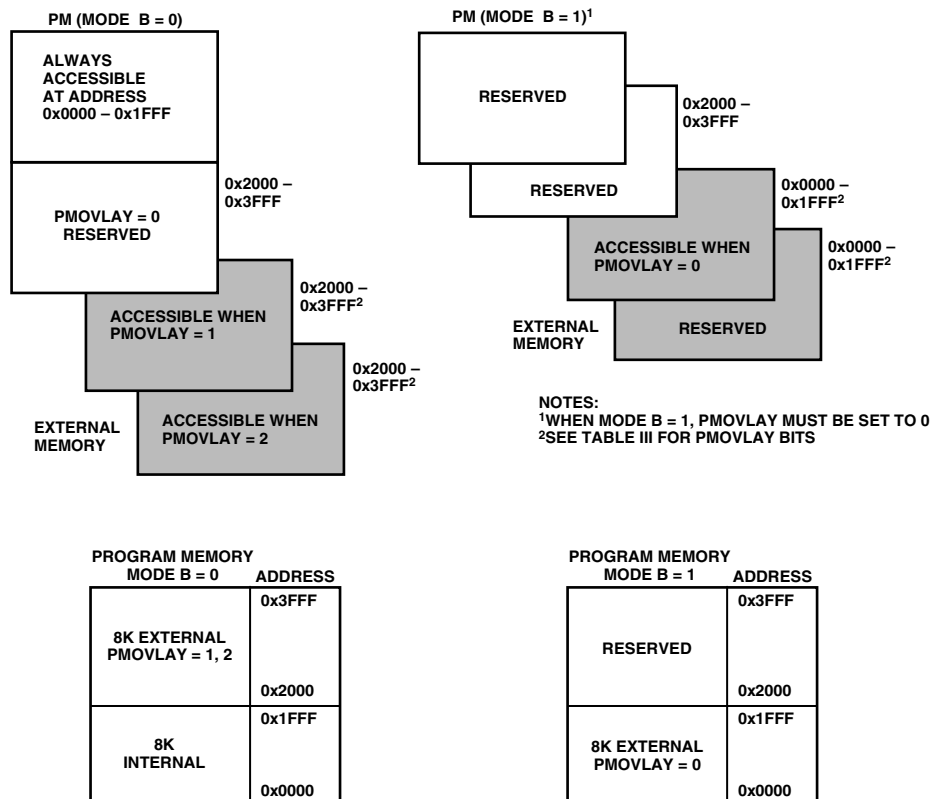 PM (MODE B = 0)
ALWAYS
ACCESSIBLE
AT ADDRESS
0x0000 – 0x1FFF
PMOVLAY = 0
RESERVED
0x2000 –
0x3FFF
ACCESSIBLE WHEN
PMOVLAY = 1
0x2000 –
0x3FFF²
ACCESSIBLE WHEN
PMOVLAY = 2
0x2000 –
0x3FFF²
EXTERNAL
MEMORY
PM (MODE B = 1)¹
RESERVED
0x2000 –
0x3FFF
RESERVED
0x0000 –
0x1FFF²
ACCESSIBLE WHEN
PMOVLAY = 0
0x0000 –
0x1FFF²
RESERVED
EXTERNAL
MEMORY
NOTES:
¹WHEN MODE B = 1, PMOVLAY MUST BE SET TO 0
²SEE TABLE III FOR PMOVLAY BITS
PROGRAM MEMORY
MODE B = 0 ADDRESS
0x3FFF
8K EXTERNAL
PMOVLAY = 1, 2
0x2000
0x1FFF
8K
INTERNAL
0x0000
PROGRAM MEMORY
MODE B = 1 ADDRESS
0x3FFF
RESERVED
0x2000
0x1FFF
8K EXTERNAL
PMOVLAY = 0
0x0000